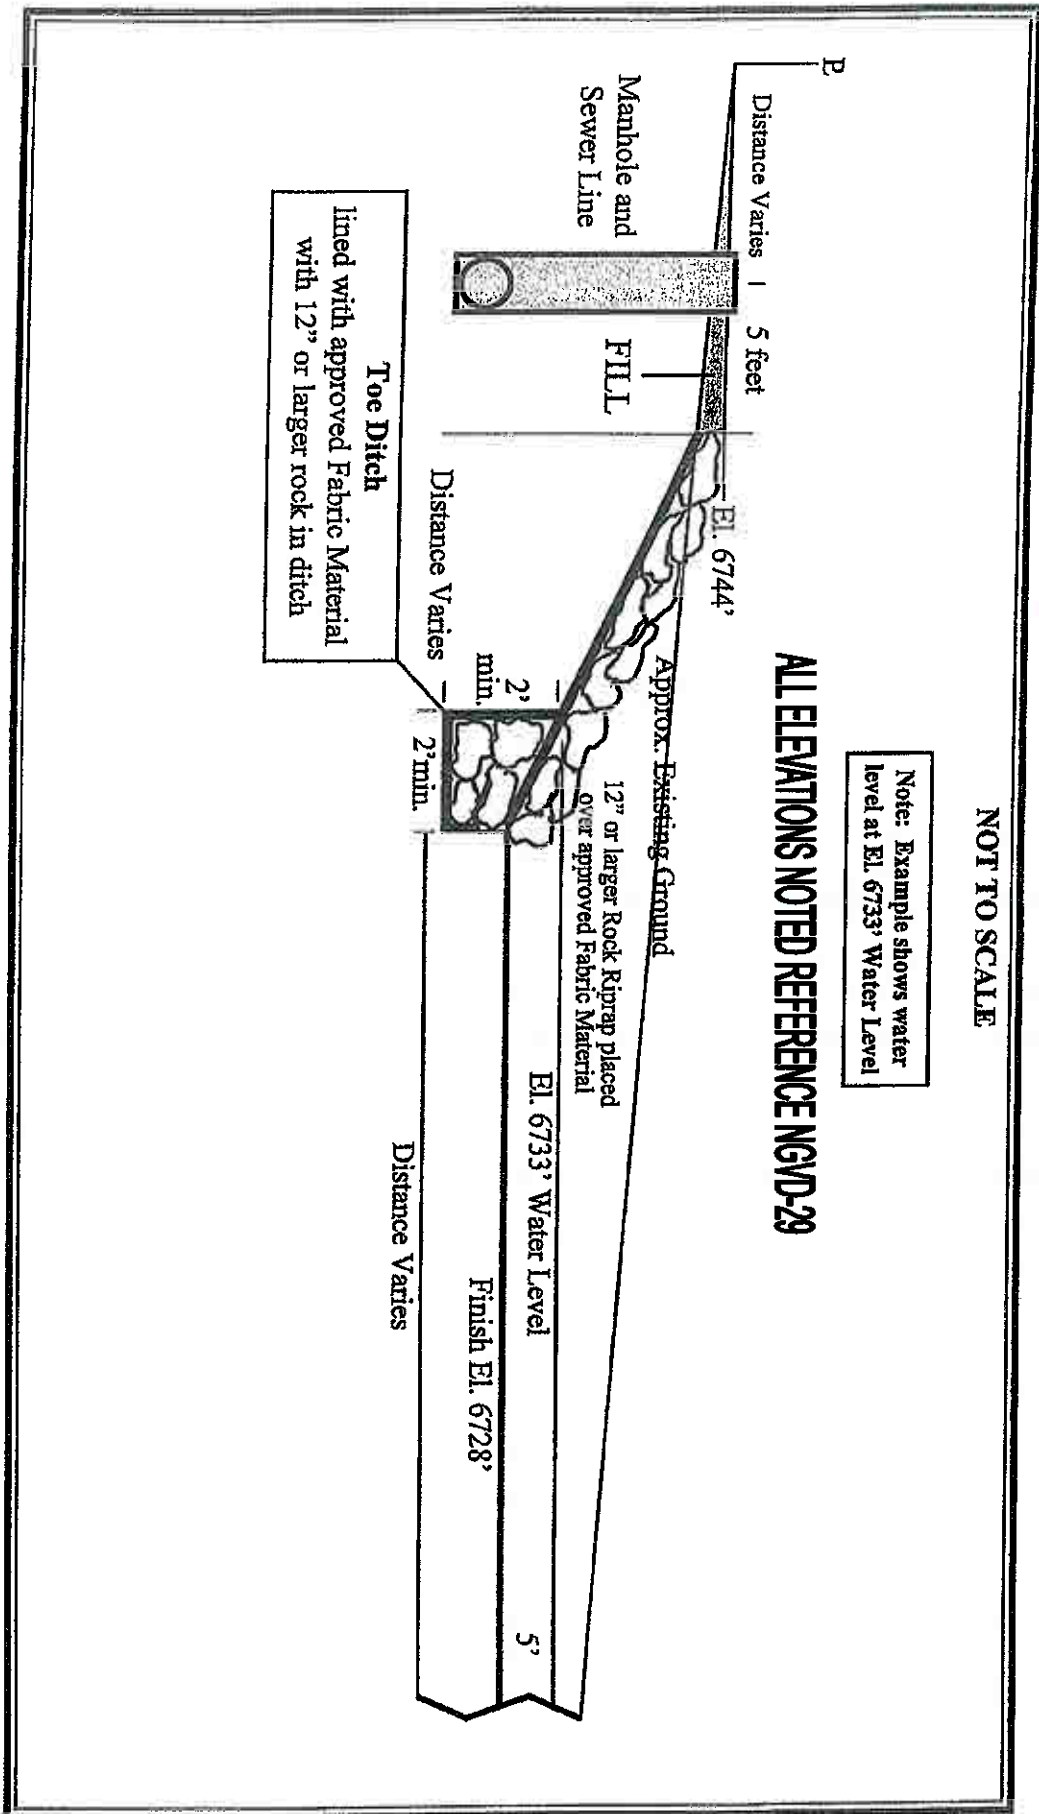 NOT TO SCALE
Note: Example shows water
level at El. 6733' Water Level
ALL ELEVATIONS NOTED REFERENCE NGVD-29
P
Distance Varies
5 feet
El. 6744'
Manhole and
Sewer Line
FILL
Approx. Existing Ground
12" or larger Rock Riprap placed
over approved Fabric Material
El. 6733' Water Level
5'
Finish El. 6728'
2'
min.
2'min.
Distance Varies
Distance Varies
Toe Ditch
lined with approved Fabric Material
with 12" or larger rock in ditch